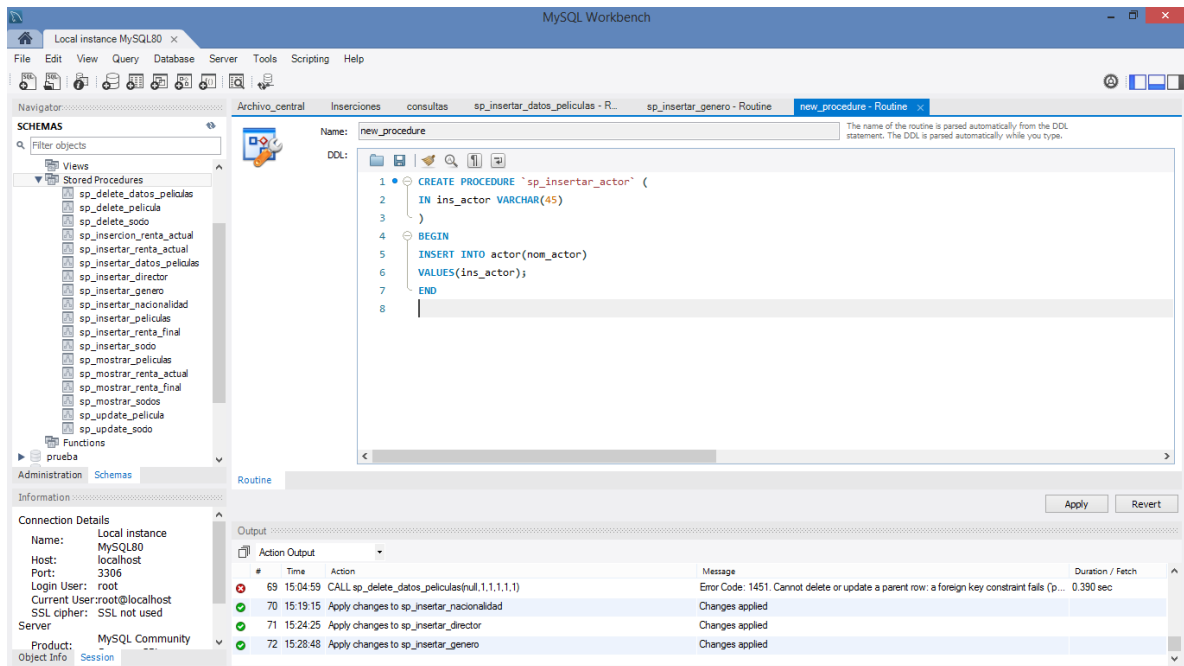 MySQL Workbench
Local instance MySQL80
File Edit View Query Database Server Tools Scripting Help
Navigator
SCHEMAS
Filter objects
Views
Stored Procedures
sp_delete_datos_peliculas
sp_delete_pelicula
sp_delete_socio
sp_insercion_renta_actual
sp_insertar_renta_actual
sp_insertar_datos_peliculas
sp_insertar_director
sp_insertar_genero
sp_insertar_nacionalidad
sp_insertar_peliculas
sp_insertar_renta_final
sp_insertar_socio
sp_mostrar_peliculas
sp_mostrar_renta_actual
sp_mostrar_renta_final
sp_mostrar_socios
sp_update_pelicula
sp_update_socio
Functions
prueba
Administration Schemas
Information
Connection Details
Name: Local instance MySQL80
Host: localhost
Port: 3306
Login User: root
Current User:root@localhost
SSL cipher: SSL not used
Server
Product: MySQL Community
Object Info Session
Archivo_central Inserciones consultas sp_insertar_datos_peliculas - R... sp_insertar_genero - Routine new_procedure - Routine
Name: new_procedure
The name of the routine is parsed automatically from the DDL
statement. The DDL is parsed automatically while you type.
DDL:
1 CREATE PROCEDURE `sp_insertar_actor` (
2 IN ins_actor VARCHAR(45)
3 )
4 BEGIN
5 INSERT INTO actor(nom_actor)
6 VALUES(ins_actor);
7 END
8
Routine
Apply Revert
Output
Action Output
# Time Action Message Duration / Fetch
69 15:04:59 CALL sp_delete_datos_peliculas(null,1,1,1,1,1) Error Code: 1451. Cannot delete or update a parent row: a foreign key constraint fails (`p... 0.390 sec
70 15:19:15 Apply changes to sp_insertar_nacionalidad Changes applied
71 15:24:25 Apply changes to sp_insertar_director Changes applied
72 15:28:48 Apply changes to sp_insertar_genero Changes applied